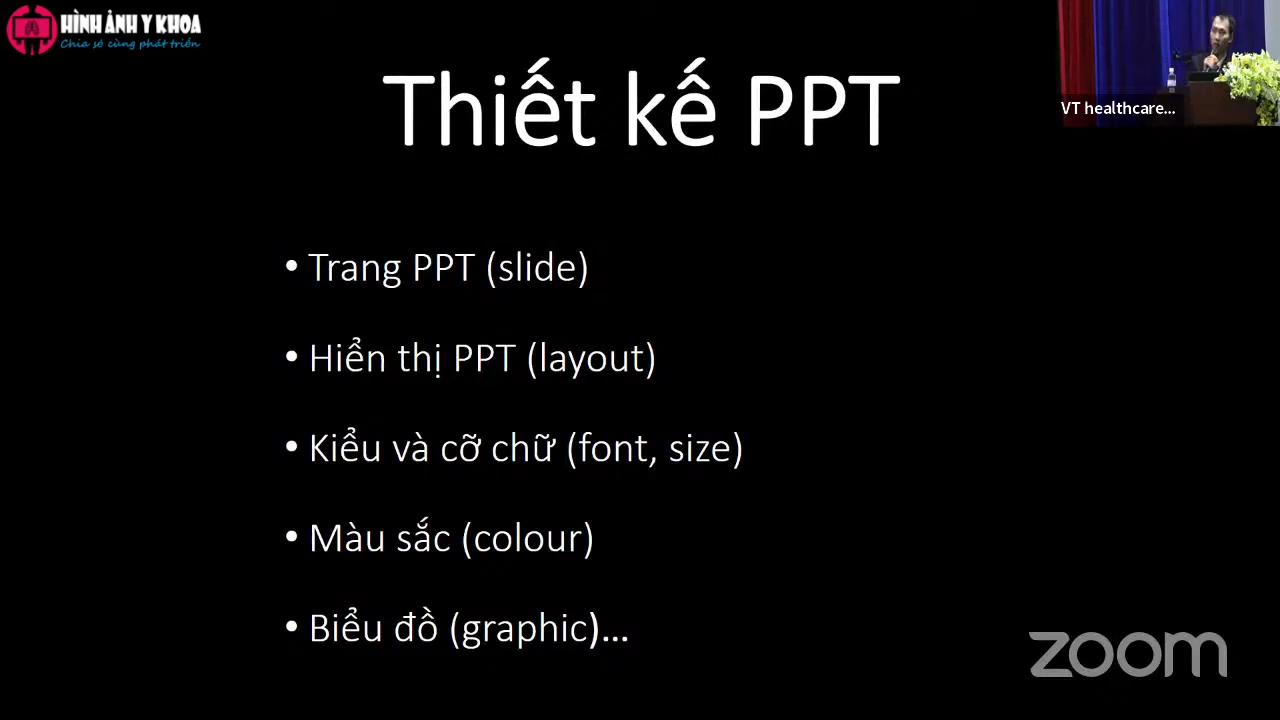 HÌNH ẢNH Y KHOA
Chia sẻ cùng phát triển
VT healthcare...
Thiết kế PPT
• Trang PPT (slide)
• Hiển thị PPT (layout)
• Kiểu và cỡ chữ (font, size)
• Màu sắc (colour)
• Biểu đồ (graphic)...
zoom